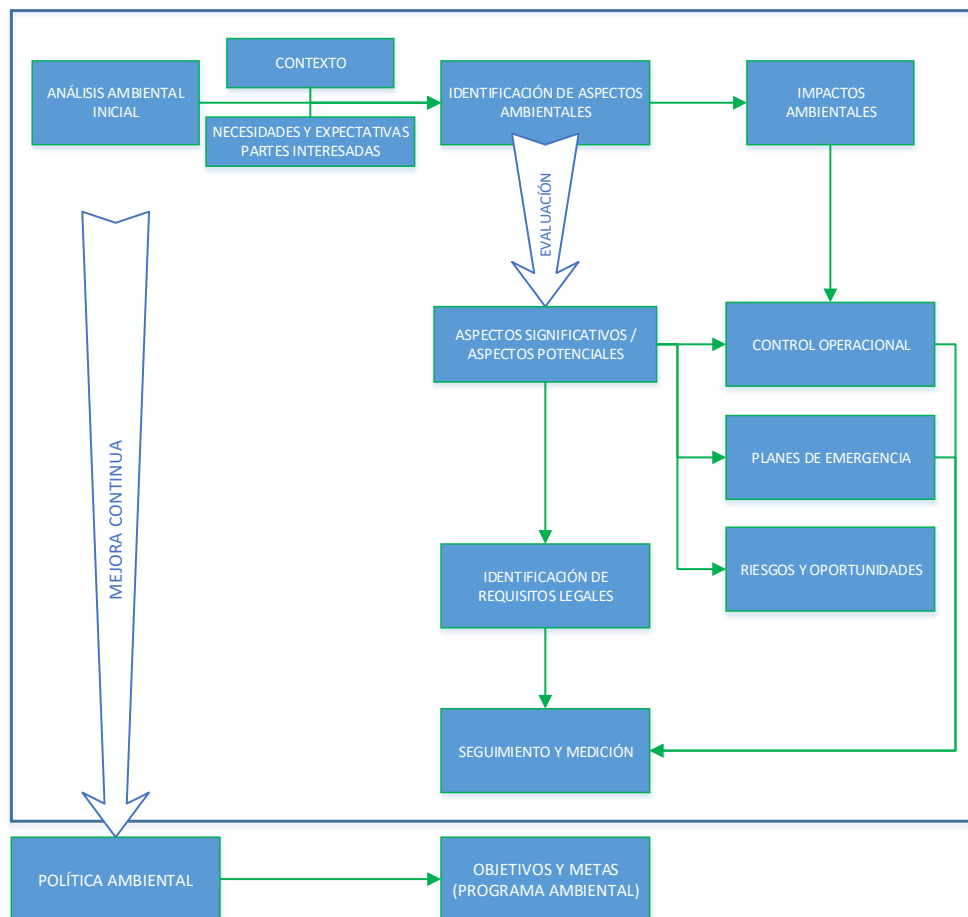 CONTEXTO
ANÁLISIS AMBIENTAL
INICIAL
IDENTIFICACIÓN DE ASPECTOS
AMBIENTALES
IMPACTOS
AMBIENTALES
NECESIDADES Y EXPECTATIVAS
PARTES INTERESADAS
EVALUACÍÓN
ASPECTOS SIGNIFICATIVOS /
ASPECTOS POTENCIALES
CONTROL OPERACIONAL
PLANES DE EMERGENCIA
MEJORA CONTINUA
IDENTIFICACIÓN DE
REQUISITOS LEGALES
RIESGOS Y OPORTUNIDADES
SEGUIMIENTO Y MEDICIÓN
POLÍTICA AMBIENTAL
OBJETIVOS Y METAS
(PROGRAMA AMBIENTAL)